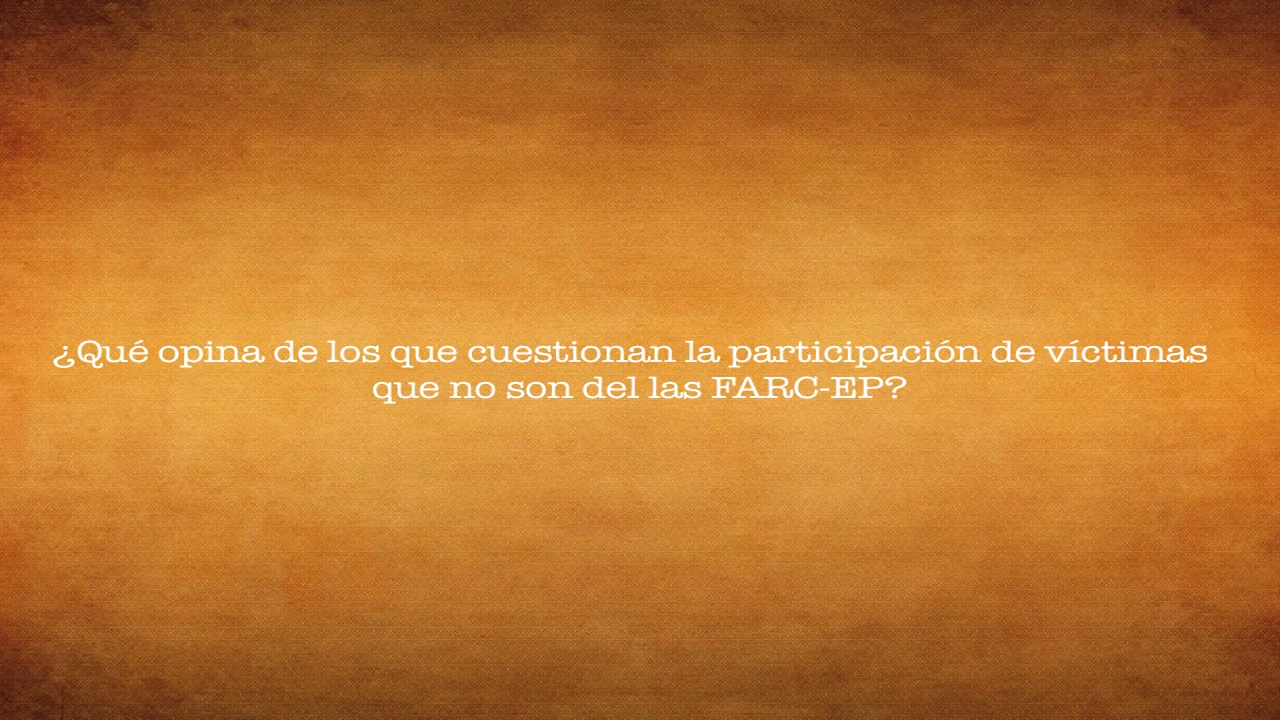 ¿Qué opina de los que cuestionan la participación de víctimas
que no son del las FARC-EP?